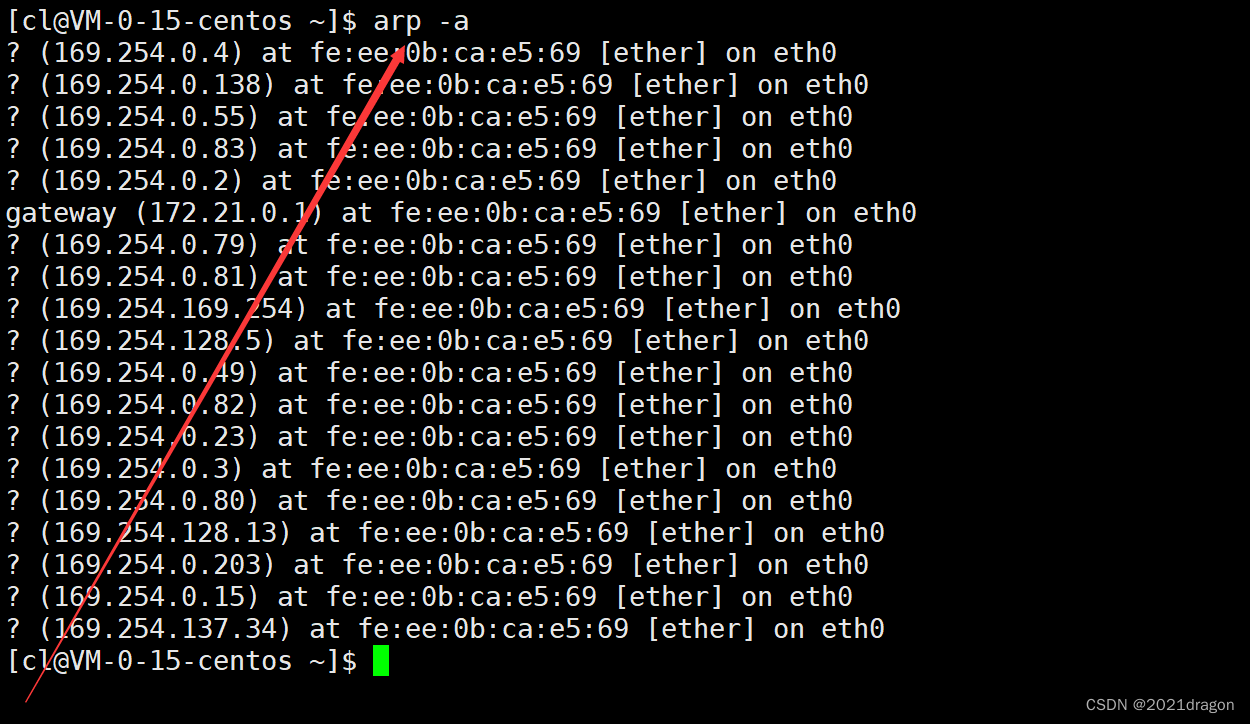 [cl@VM-0-15-centos ~]$ arp -a
? (169.254.0.4) at fe:ee:0b:ca:e5:69 [ether] on eth0
? (169.254.0.138) at fe:ee:0b:ca:e5:69 [ether] on eth0
? (169.254.0.55) at fe:ee:0b:ca:e5:69 [ether] on eth0
? (169.254.0.83) at fe:ee:0b:ca:e5:69 [ether] on eth0
? (169.254.0.2) at fe:ee:0b:ca:e5:69 [ether] on eth0
gateway (172.21.0.1) at fe:ee:0b:ca:e5:69 [ether] on eth0
? (169.254.0.79) at fe:ee:0b:ca:e5:69 [ether] on eth0
? (169.254.0.81) at fe:ee:0b:ca:e5:69 [ether] on eth0
? (169.254.169.254) at fe:ee:0b:ca:e5:69 [ether] on eth0
? (169.254.128.5) at fe:ee:0b:ca:e5:69 [ether] on eth0
? (169.254.0.49) at fe:ee:0b:ca:e5:69 [ether] on eth0
? (169.254.0.82) at fe:ee:0b:ca:e5:69 [ether] on eth0
? (169.254.0.23) at fe:ee:0b:ca:e5:69 [ether] on eth0
? (169.254.0.3) at fe:ee:0b:ca:e5:69 [ether] on eth0
? (169.254.0.80) at fe:ee:0b:ca:e5:69 [ether] on eth0
? (169.254.128.13) at fe:ee:0b:ca:e5:69 [ether] on eth0
? (169.254.0.203) at fe:ee:0b:ca:e5:69 [ether] on eth0
? (169.254.0.15) at fe:ee:0b:ca:e5:69 [ether] on eth0
? (169.254.137.34) at fe:ee:0b:ca:e5:69 [ether] on eth0
[cl@VM-0-15-centos ~]$
CSDN @2021dragon